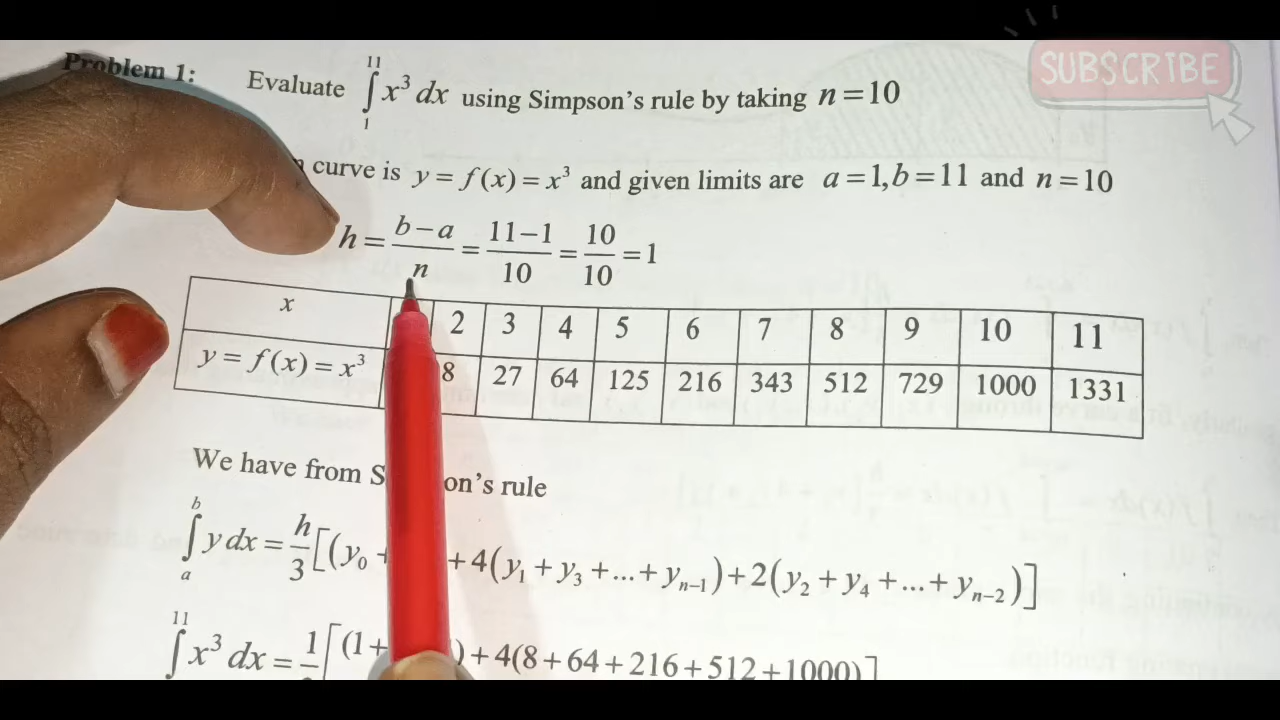 SUBSCRIBE
Problem 1: Evaluate ∫₁¹¹ x³ dx using Simpson's rule by taking n = 10
curve is y = f(x) = x³ and given limits are a = 1, b = 11 and n = 10
h = (b − a)/n = (11 − 1)/10 = 10/10 = 1
x 2 3 4 5 6 7 8 9 10 11
y = f(x) = x³ 8 27 64 125 216 343 512 729 1000 1331
We have from rule
∫ₐᵇ y dx = h/3 [(y₀ + + 4(y₁ + y₃ + ... + yₙ₋₁) + 2(y₂ + y₄ + ... + yₙ₋₂)]
∫₁¹¹ x³ dx = 1/ [(1 + ) + 4(8 + 64 + 216 + 512 + 1000)]